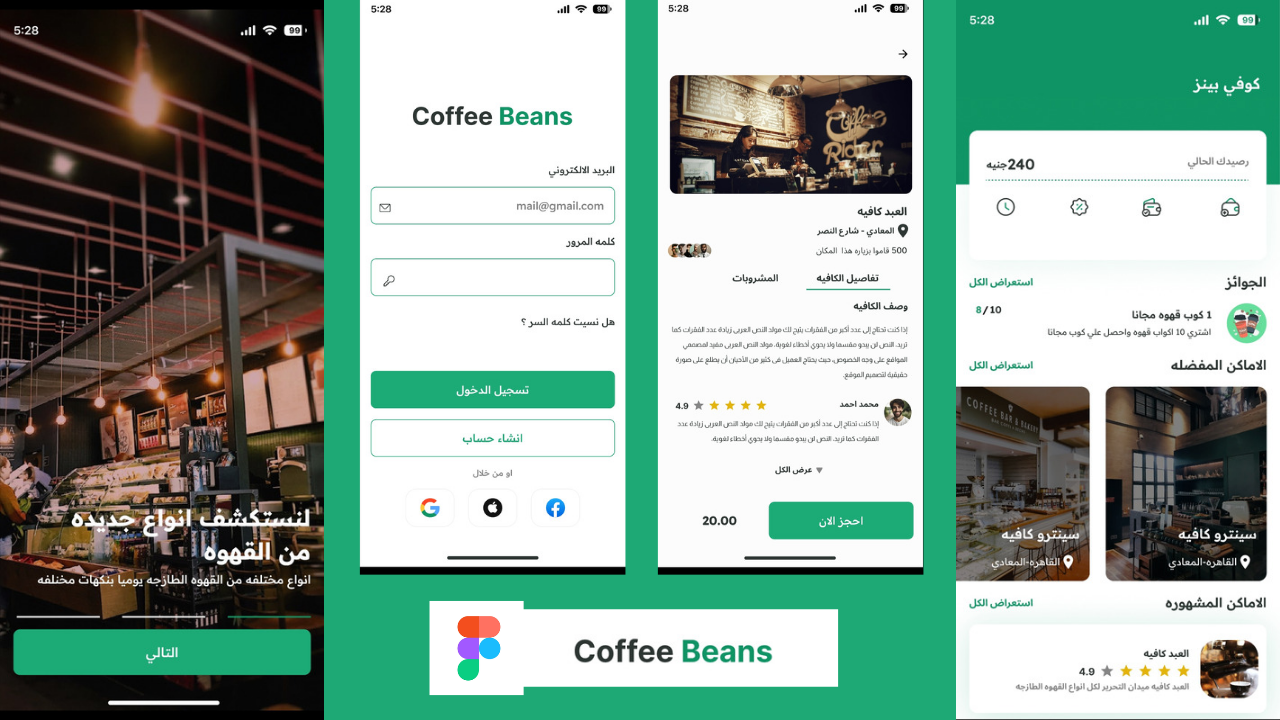 5:28
99
لنستكشف انواع جديده
من القهوه
انواع مختلفه من القهوه الطازجه يوميا بنكهات مختلفه
التالي
5:28
99
Coffee Beans
البريد الالكتروني
mail@gmail.com
كلمه المرور
هل نسيت كلمه السر ؟
تسجيل الدخول
انشاء حساب
او من خلال
5:28
99
Coffee Rider
العبد كافيه
المعادي - شارع النصر
500 قاموا بزياره هذا المكان
تفاصيل الكافيه
المشروبات
وصف الكافيه
إذا كنت تحتاج إلى عدد أكبر من الفقرات يتيح لك مولد النص العربى زيادة عدد الفقرات كما
تريد، النص لن يبدو مقسما ولا يحوي أخطاء لغوية، مولد النص العربى مفيد لمصممي
المواقع على وجه الخصوص، حيث يحتاج العميل فى كثير من الأحيان أن يطلع على صورة
حقيقية لتصميم الموقع.
محمد احمد
4.9
إذا كنت تحتاج إلى عدد أكبر من الفقرات يتيح لك مولد النص العربى زيادة عدد
الفقرات كما تريد، النص لن يبدو مقسما ولا يحوي أخطاء لغوية،
عرض الكل
احجز الان
20.00
5:28
99
كوفي بينز
رصيدك الحالي
240جنيه
الجوائز
استعراض الكل
1 كوب قهوه مجانا
8/10
اشتري 10 اكواب قهوه واحصل علي كوب مجانا
الاماكن المفضله
استعراض الكل
COFFEE BAR & BAKERY
سينترو كافيه
القاهره-المعادي
سينترو كافيه
القاهره-المعادي
الاماكن المشهوره
استعراض الكل
العبد كافيه
4.9
العبد كافيه ميدان التحرير لكل انواع القهوه الطازجه
Coffee Beans